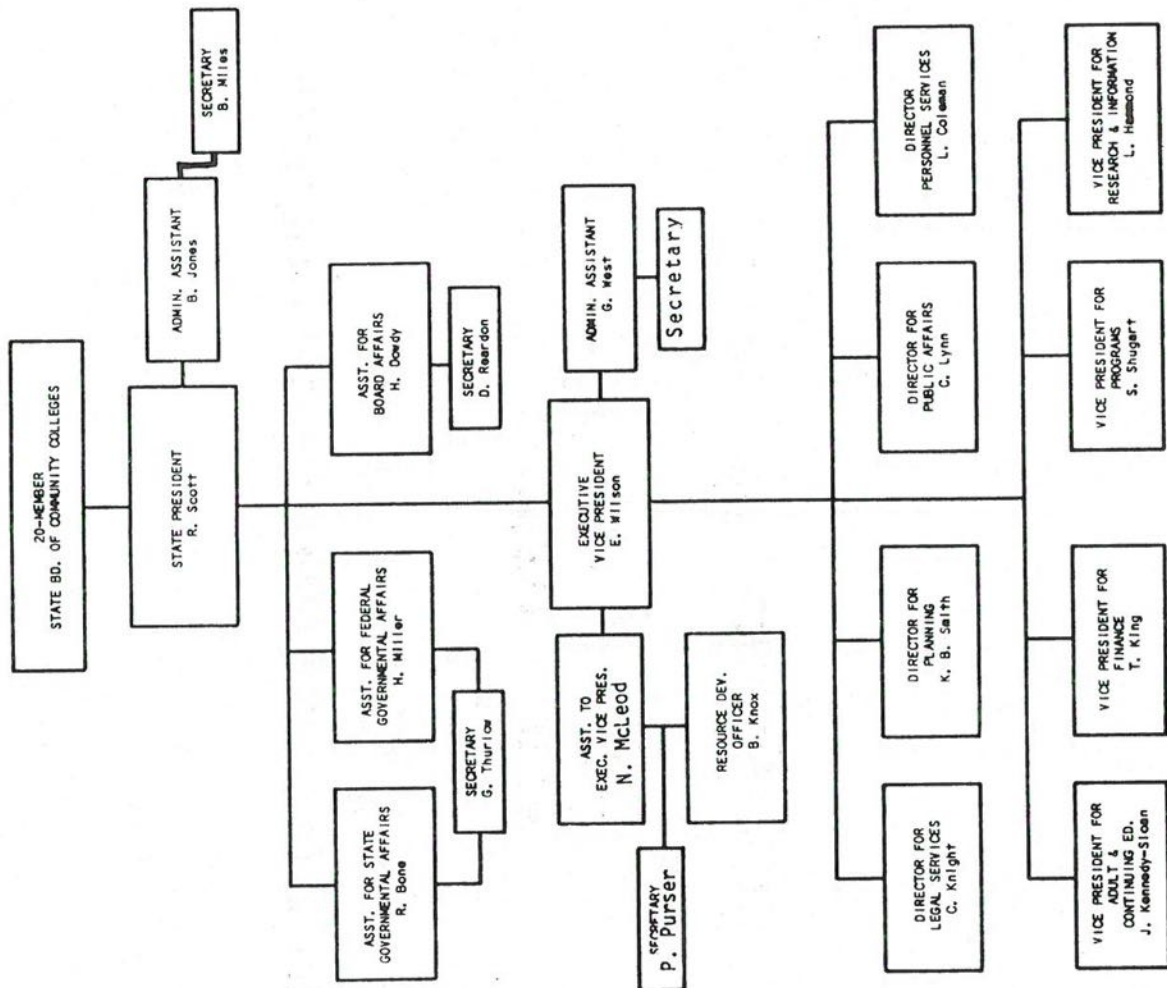 20-MEMBER
STATE BD. OF COMMUNITY COLLEGES
STATE PRESIDENT
R. Scott
ADMIN. ASSISTANT
B. Jones
SECRETARY
B. Miles
ASST. FOR STATE
GOVERNMENTAL AFFAIRS
R. Bone
ASST. FOR FEDERAL
GOVERNMENTAL AFFAIRS
H. Miller
SECRETARY
G. Thurlow
ASST. FOR
BOARD AFFAIRS
H. Dowdy
SECRETARY
D. Reardon
EXECUTIVE
VICE PRESIDENT
E. Wilson
ASST. TO
EXEC. VICE PRES.
N. McLeod
SECRETARY
P. Purser
RESOURCE DEV.
OFFICER
B. Knox
ADMIN. ASSISTANT
G. West
Secretary
DIRECTOR FOR
LEGAL SERVICES
C. Knight
DIRECTOR FOR
PLANNING
K. B. Smith
DIRECTOR FOR
PUBLIC AFFAIRS
C. Lynn
DIRECTOR
PERSONNEL SERVICES
L. Coleman
VICE PRESIDENT FOR
ADULT &
CONTINUING ED.
J. Kennedy-Sloan
VICE PRESIDENT FOR
FINANCE
T. King
VICE PRESIDENT FOR
PROGRAMS
S. Shugart
VICE PRESIDENT FOR
RESEARCH & INFORMATION
L. Hammond